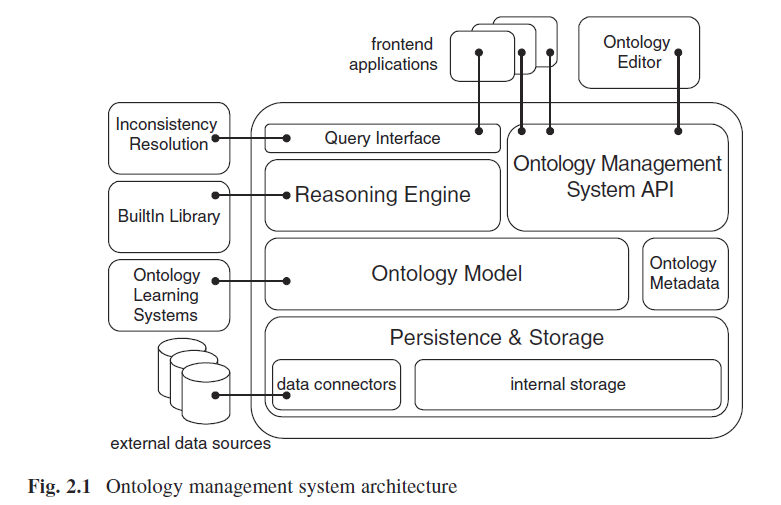 frontend
applications
Ontology
Editor
Inconsistency
Resolution
Query Interface
Ontology Management
System API
Reasoning Engine
BuiltIn Library
Ontology
Learning
Systems
Ontology Model
Ontology
Metadata
Persistence & Storage
data connectors
internal storage
external data sources
Fig. 2.1 Ontology management system architecture